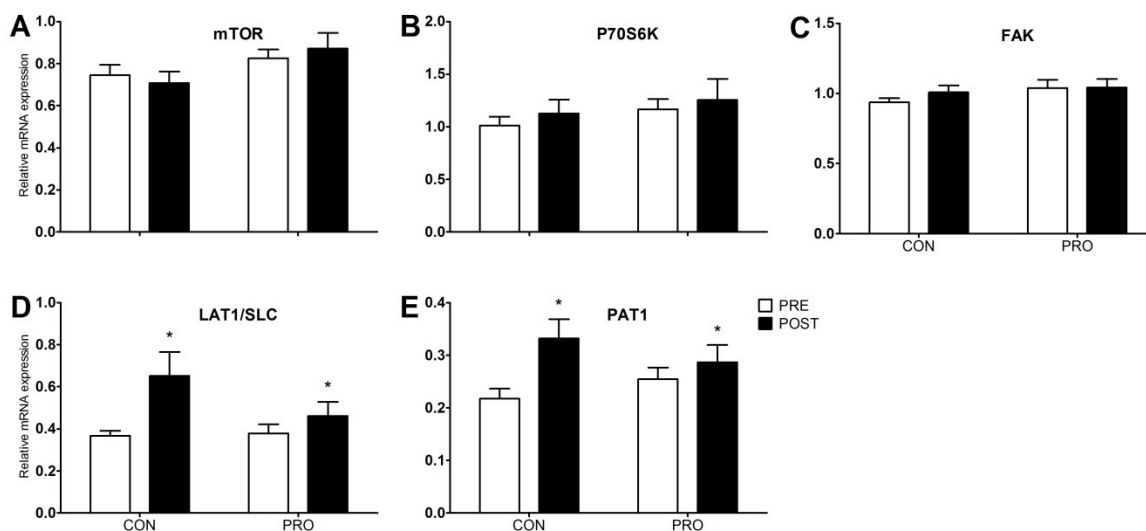 A
mTOR
Relative mRNA expression
1.0
0.8
0.6
0.4
0.2
0.0
B
P70S6K
2.0
1.5
1.0
0.5
0.0
C
FAK
1.5
1.0
0.5
0.0
CON PRO
D
LAT1/SLC
Relative mRNA expression
1.0
0.8
0.6
0.4
0.2
0.0
* *
CON PRO
E
PAT1
0.4
0.3
0.2
0.1
0.0
* *
CON PRO
PRE
POST